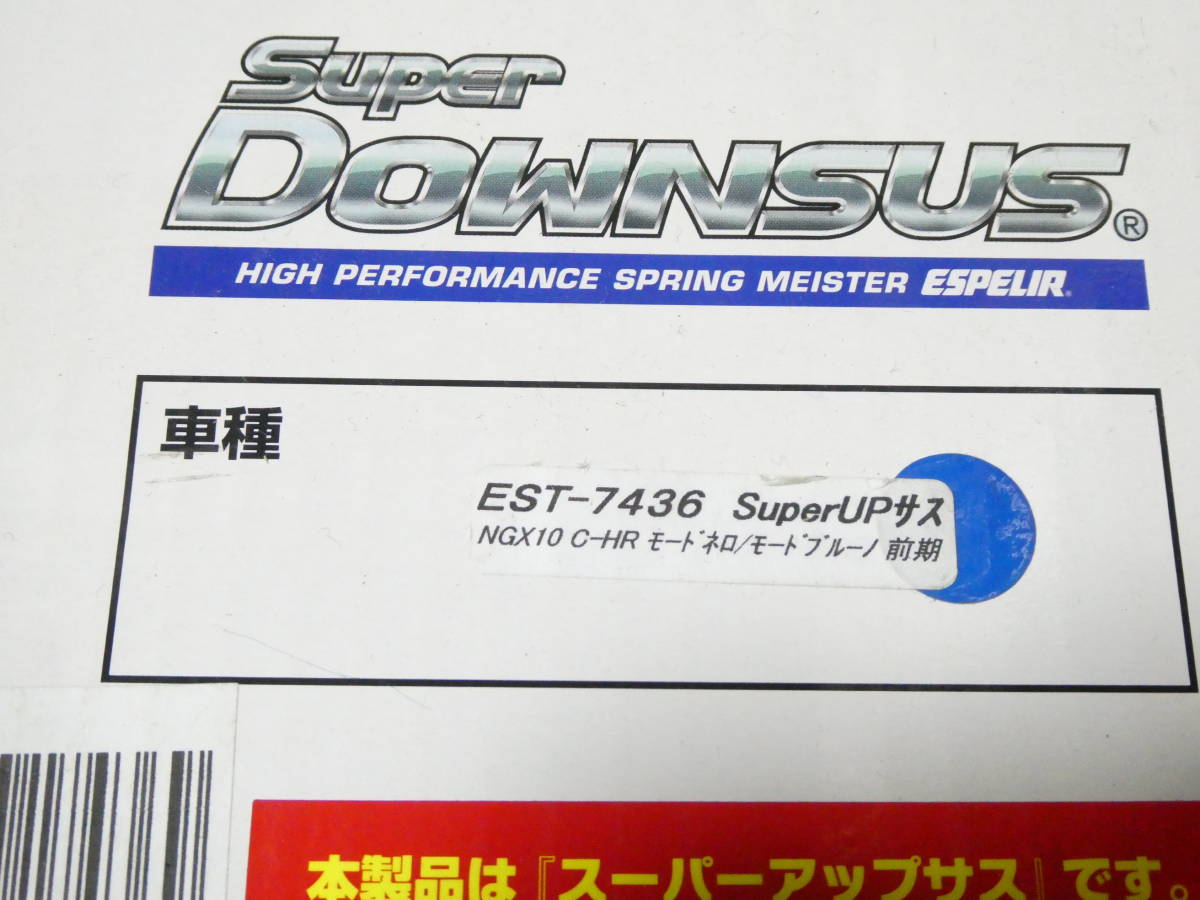 Super
DOWNSUS®
HIGH PERFORMANCE SPRING MEISTER ESPELIR®
車種
EST-7436 SuperUPサス
NGX10 C-HR モードネロ/モードブルーノ 前期
本製品は『スーパーアップサス』です。